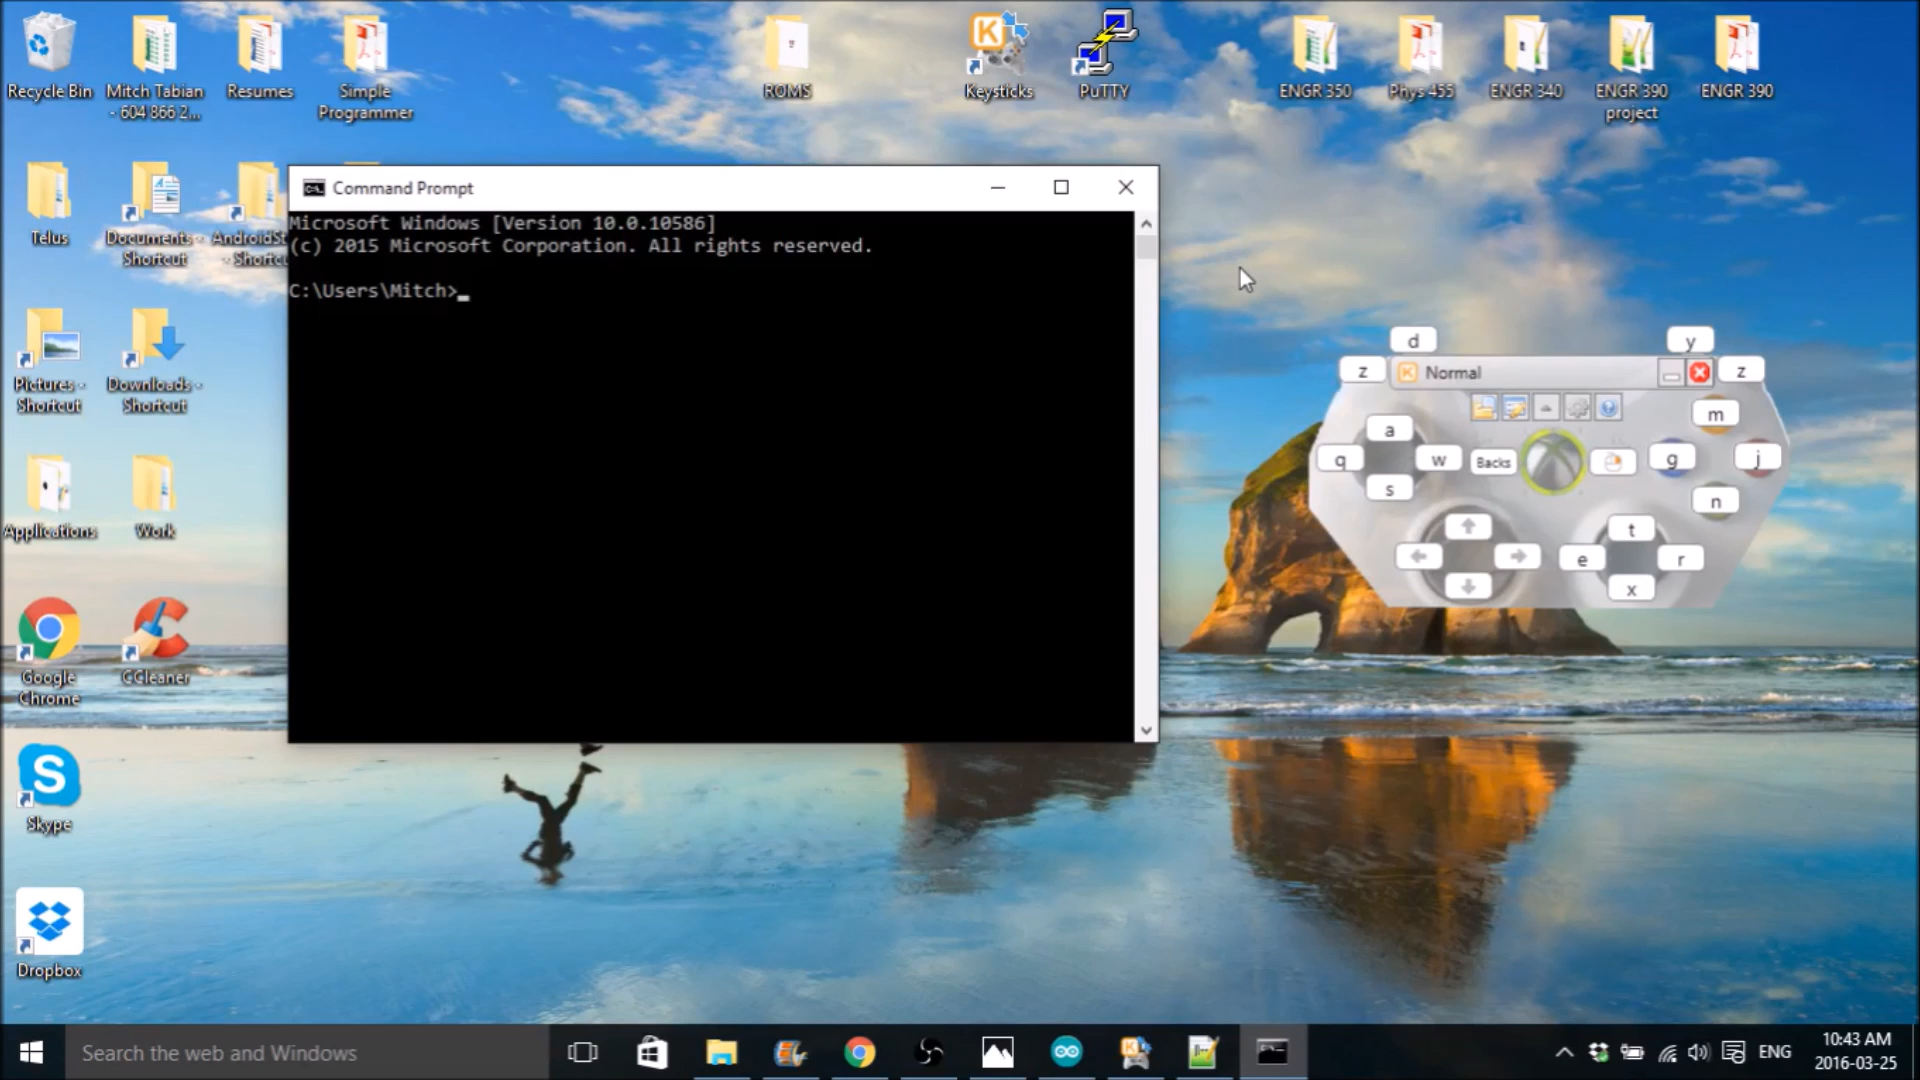 Recycle Bin
Mitch Tabian
- 604 866 2...
Resumes
Simple
Programmer
ROMS
Keysticks
PuTTY
ENGR 350
Phys 455
ENGR 340
ENGR 390
project
ENGR 390
Telus
Documents -
Shortcut
AndroidSt
- Shortcu
Pictures -
Shortcut
Downloads -
Shortcut
Applications
Work
Google
Chrome
CCleaner
Skype
Dropbox
Command Prompt
Microsoft Windows [Version 10.0.10586]
(c) 2015 Microsoft Corporation. All rights reserved.
C:\Users\Mitch>_
d
y
z
Normal
z
a
m
q
w
Backs
g
j
s
n
t
e
r
x
Search the web and Windows
ENG
10:43 AM
2016-03-25